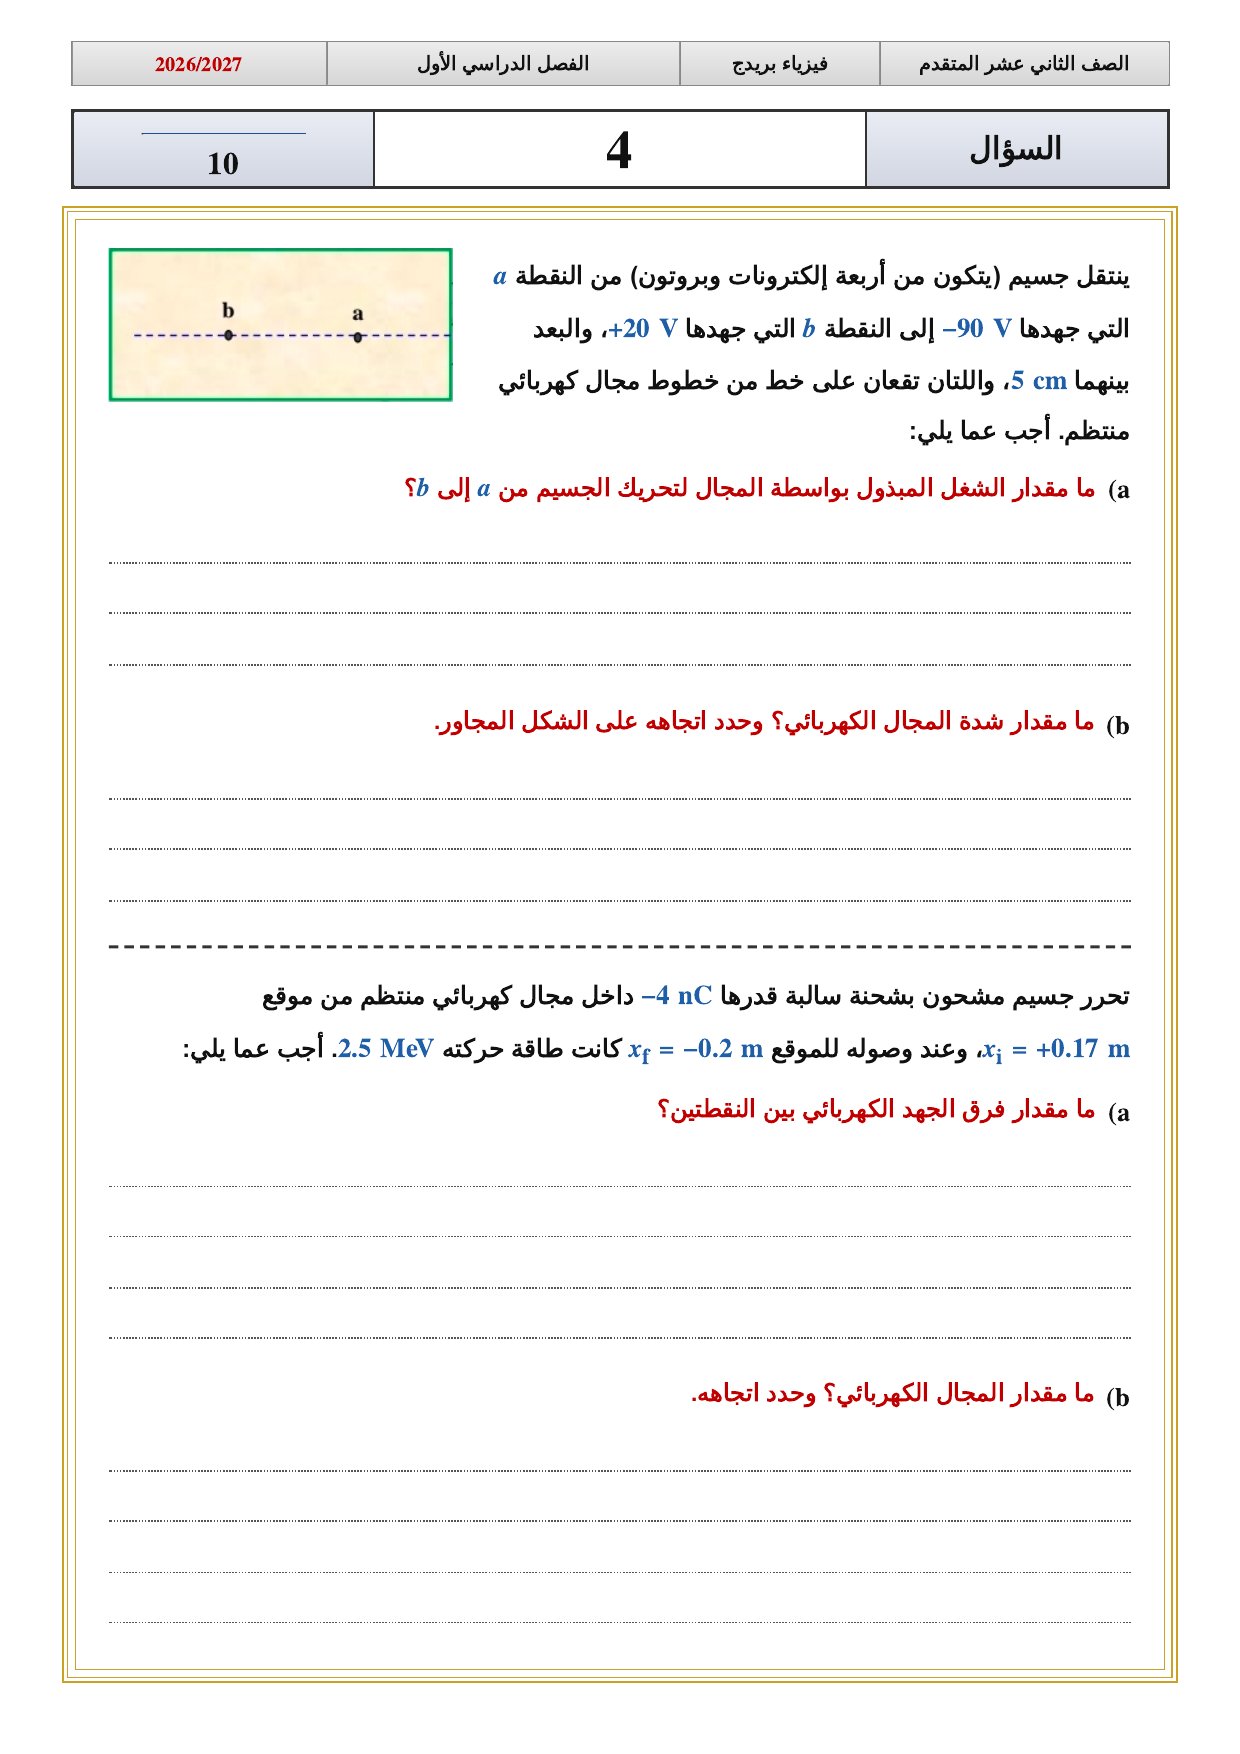 الصف الثاني عشر المتقدم فيزياء بريدج الفصل الدراسي الأول 2026/2027
السؤال 4 10
ينتقل جسيم (يتكون من أربعة إلكترونات وبروتون) من النقطة a
التي جهدها −90 V إلى النقطة b التي جهدها +20 V، والبعد
بينهما 5 cm، واللتان تقعان على خط من خطوط مجال كهربائي
منتظم. أجب عما يلي:
b a
a) ما مقدار الشغل المبذول بواسطة المجال لتحريك الجسيم من a إلى b؟
b) ما مقدار شدة المجال الكهربائي؟ وحدد اتجاهه على الشكل المجاور.
تحرر جسيم مشحون بشحنة سالبة قدرها −4 nC داخل مجال كهربائي منتظم من موقع
xi = +0.17 m، وعند وصوله للموقع xf = −0.2 m كانت طاقة حركته 2.5 MeV. أجب عما يلي:
a) ما مقدار فرق الجهد الكهربائي بين النقطتين؟
b) ما مقدار المجال الكهربائي؟ وحدد اتجاهه.